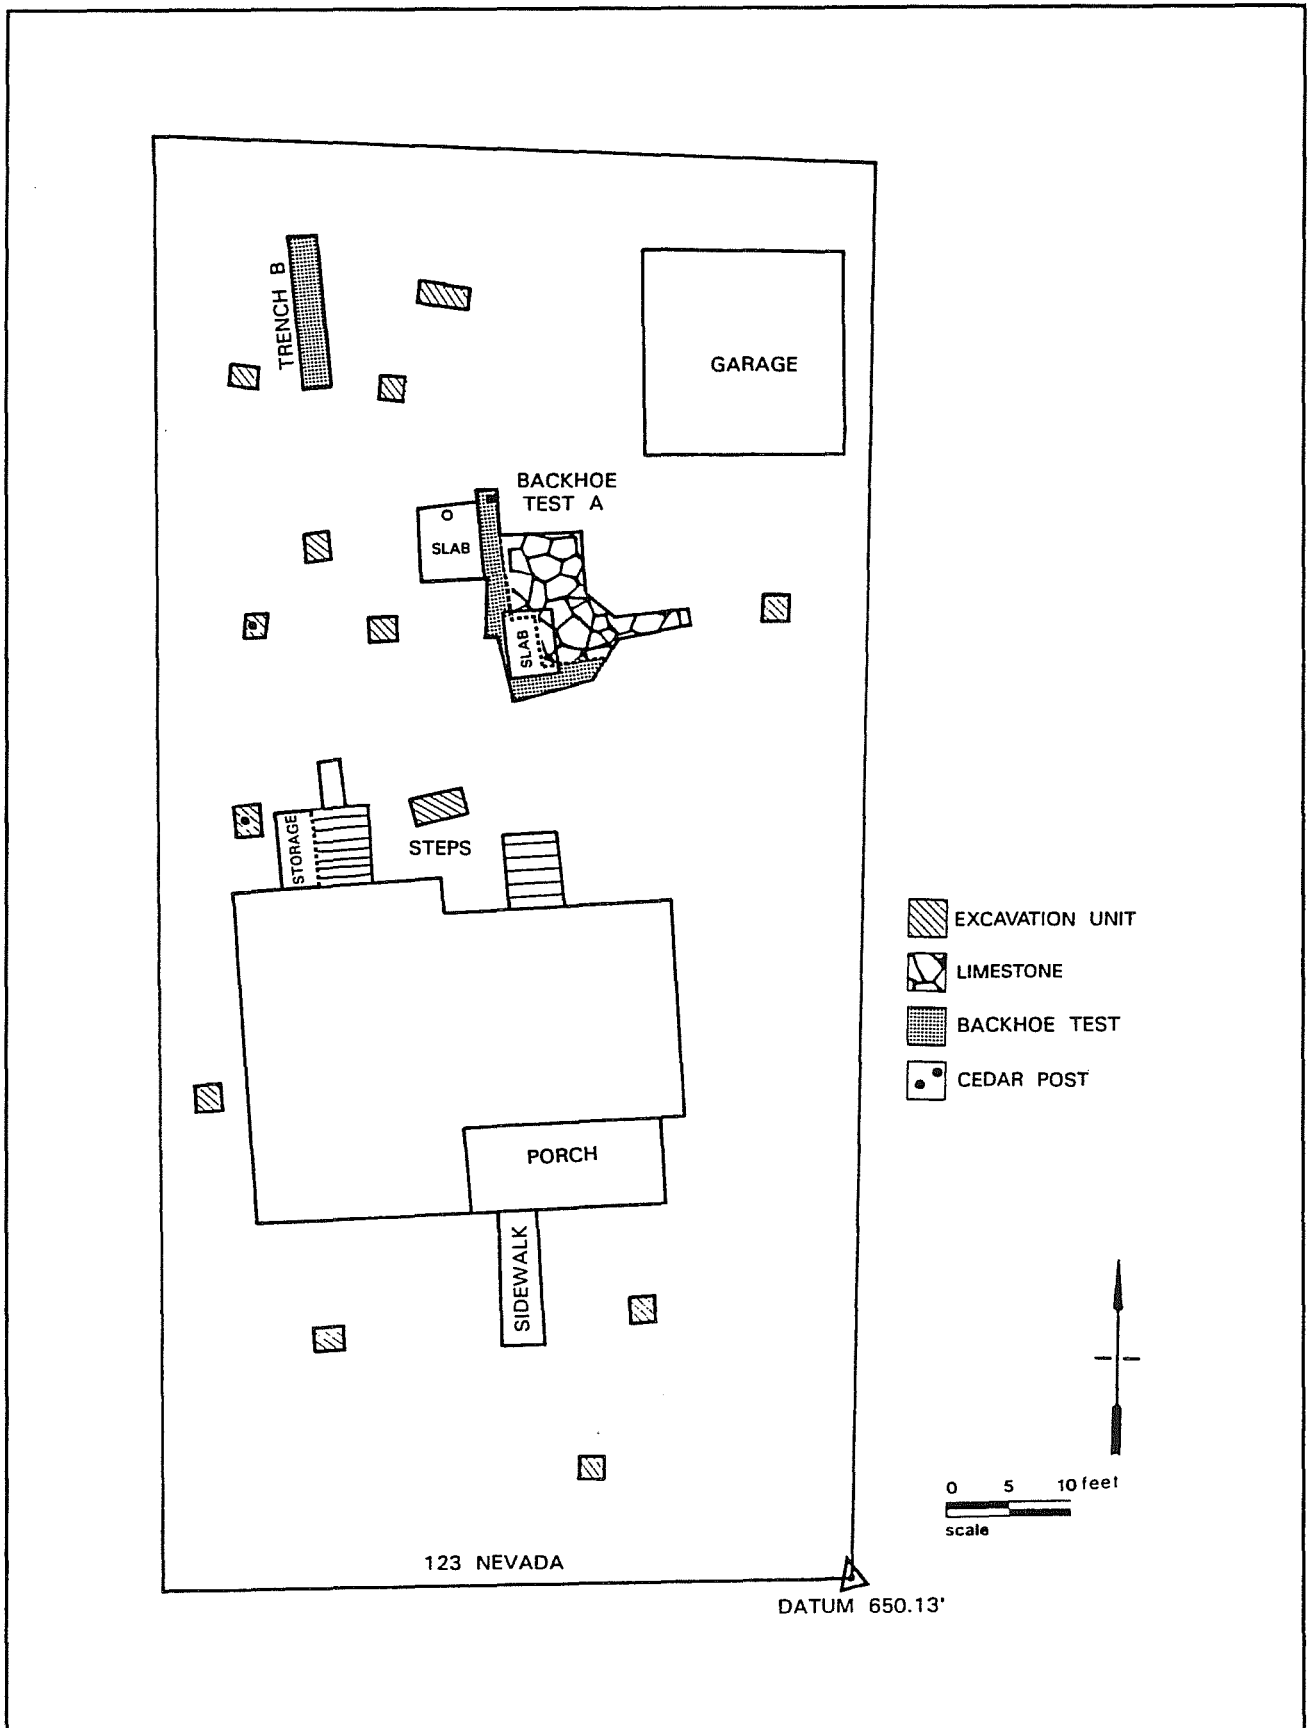 TRENCH B
GARAGE
BACKHOE
TEST A
SLAB
SLAB
STORAGE
STEPS
EXCAVATION UNIT
LIMESTONE
BACKHOE TEST
CEDAR POST
PORCH
SIDEWALK
0 5 10 feet
scale
123 NEVADA
DATUM 650.13'